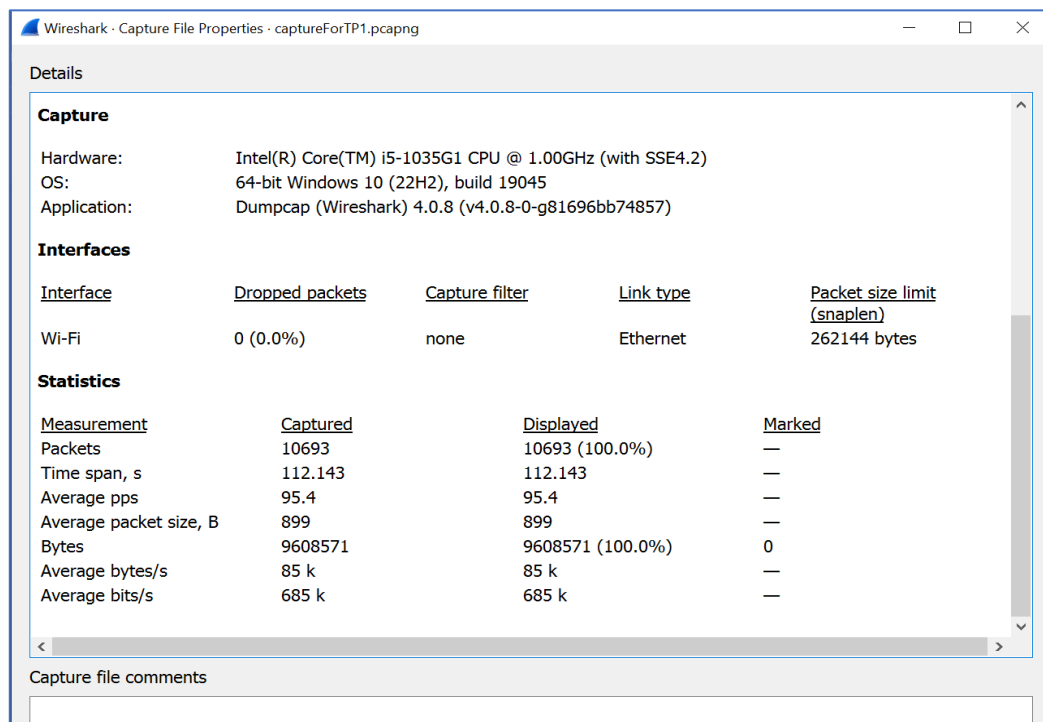 Wireshark · Capture File Properties · captureForTP1.pcapng
Details
Capture
Hardware: Intel(R) Core(TM) i5-1035G1 CPU @ 1.00GHz (with SSE4.2)
OS: 64-bit Windows 10 (22H2), build 19045
Application: Dumpcap (Wireshark) 4.0.8 (v4.0.8-0-g81696bb74857)
Interfaces
Interface Dropped packets Capture filter Link type Packet size limit
(snaplen)
Wi-Fi 0 (0.0%) none Ethernet 262144 bytes
Statistics
Measurement Captured Displayed Marked
Packets 10693 10693 (100.0%) —
Time span, s 112.143 112.143 —
Average pps 95.4 95.4 —
Average packet size, B 899 899 —
Bytes 9608571 9608571 (100.0%) 0
Average bytes/s 85 k 85 k —
Average bits/s 685 k 685 k —
Capture file comments